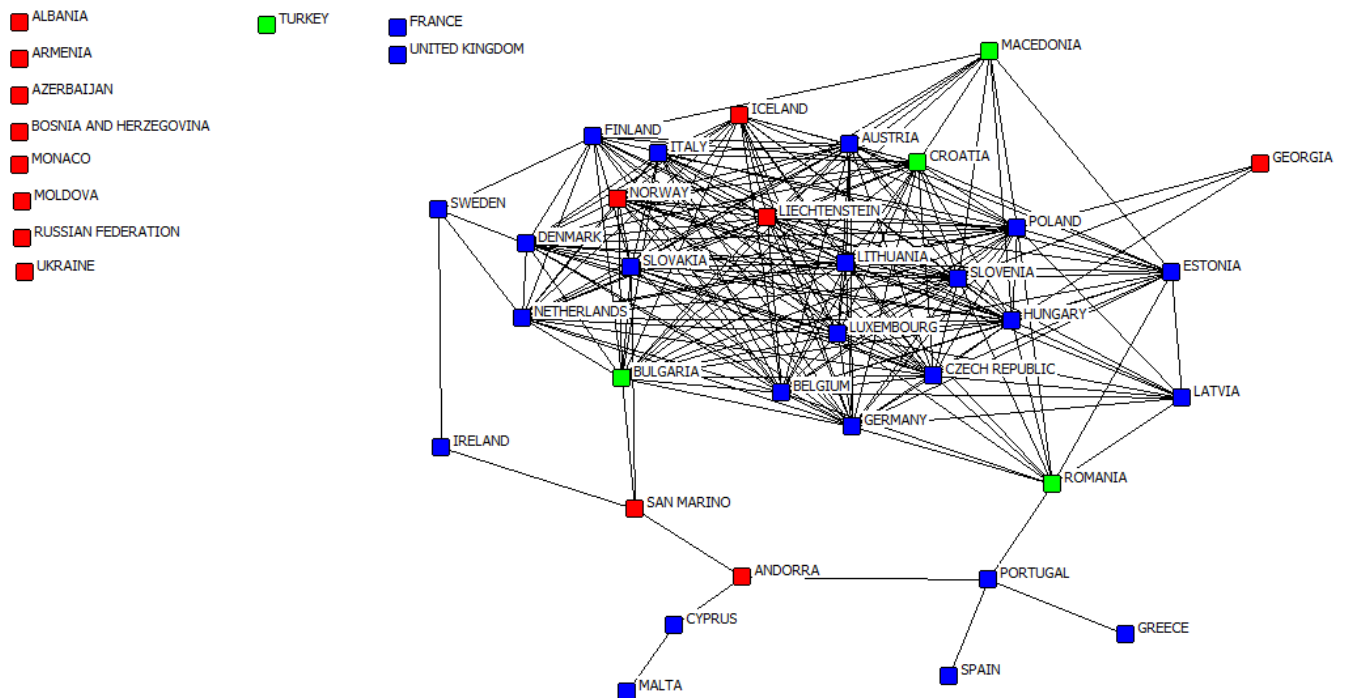 ALBANIA
TURKEY
FRANCE
ARMENIA
UNITED KINGDOM
MACEDONIA
AZERBAIJAN
ICELAND
BOSNIA AND HERZEGOVINA
FINLAND
AUSTRIA
ITALY
CROATIA
MONACO
GEORGIA
MOLDOVA
NORWAY
SWEDEN
LIECHTENSTEIN
POLAND
RUSSIAN FEDERATION
DENMARK
UKRAINE
SLOVAKIA
LITHUANIA
SLOVENIA
ESTONIA
NETHERLANDS
LUXEMBOURG
HUNGARY
BULGARIA
BELGIUM
CZECH REPUBLIC
LATVIA
GERMANY
IRELAND
ROMANIA
SAN MARINO
ANDORRA
PORTUGAL
CYPRUS
GREECE
SPAIN
MALTA